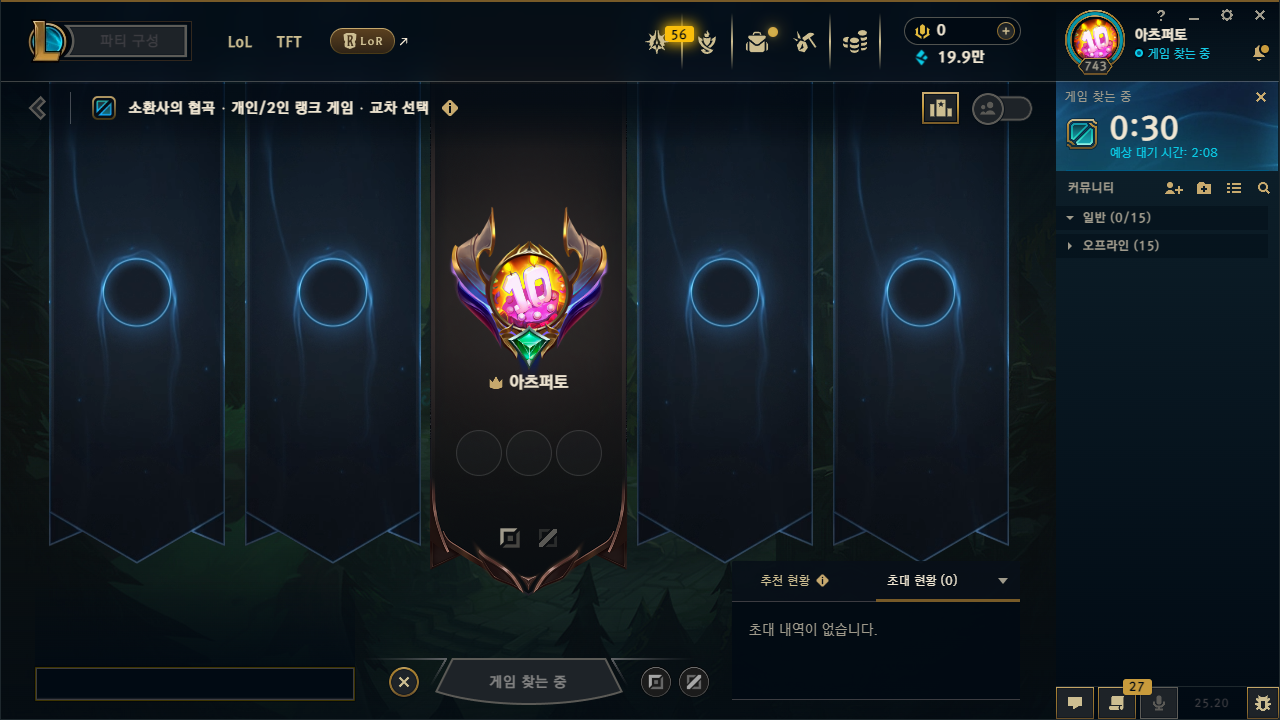 파티 구성
LoL
TFT
LoR
56
0
19.9만
743
아츠퍼토
게임 찾는 중
소환사의 협곡 · 개인/2인 랭크 게임 · 교차 선택
게임 찾는 중
0:30
예상 대기 시간: 2:08
커뮤니티
일반 (0/15)
오프라인 (15)
10
아츠퍼토
추천 현황
초대 현황 (0)
초대 내역이 없습니다.
게임 찾는 중
27
25.20